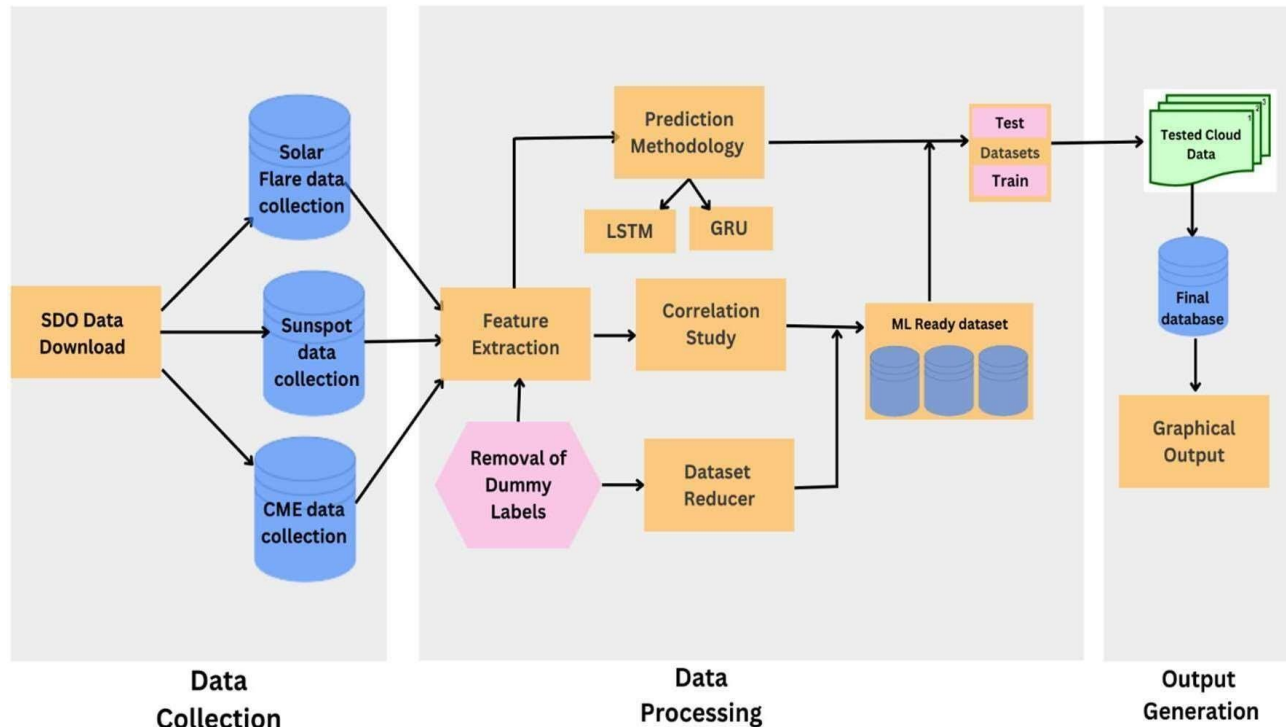 SDO Data
Download
Solar
Flare data
collection
Sunspot
data
collection
CME data
collection
Data
Collection
Prediction
Methodology
LSTM
GRU
Feature
Extraction
Correlation
Study
Removal of
Dummy
Labels
Dataset
Reducer
ML Ready dataset
Test
Datasets
Train
Data
Processing
1
2
3
Tested Cloud
Data
Final
database
Graphical
Output
Output
Generation